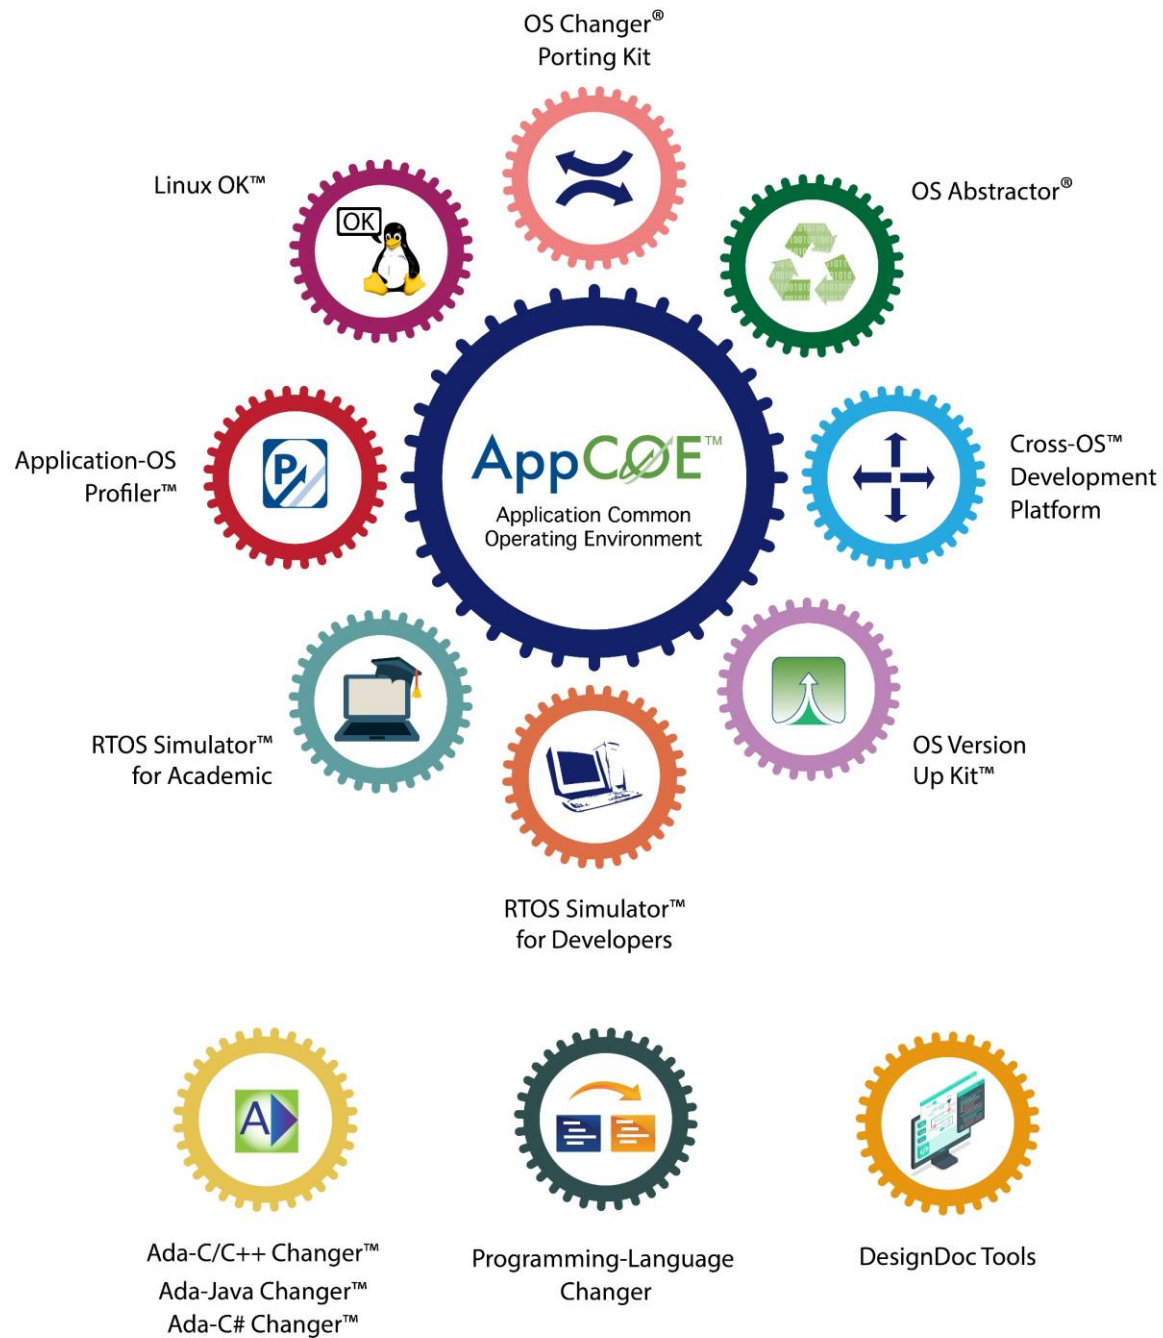 OS Changer®
Porting Kit
Linux OK™
OK
OS Abstractor®
Application-OS
Profiler™
P
AppCOE™
Application Common
Operating Environment
Cross-OS™
Development
Platform
RTOS Simulator™
for Academic
OS Version
Up Kit™
RTOS Simulator™
for Developers
A
Ada-C/C++ Changer™
Ada-Java Changer™
Ada-C# Changer™
Programming-Language
Changer
DesignDoc Tools